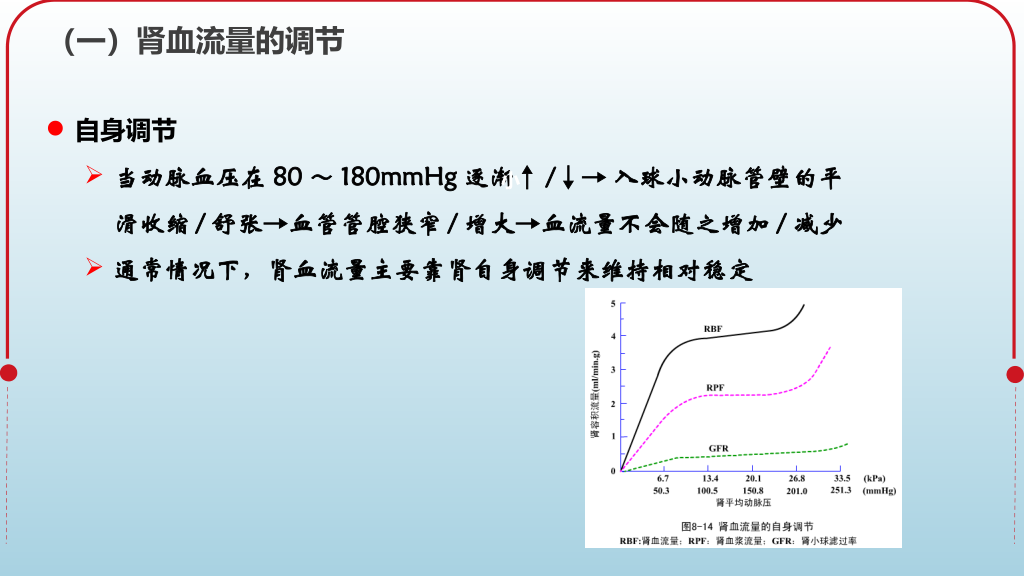 （一）肾血流量的调节
自身调节
当动脉血压在 80 ～ 180mmHg 逐渐↑ /↓→ 入球小动脉管壁的平
滑收缩 / 舒张→血管管腔狭窄 / 增大→血流量不会随之增加 / 减少
通常情况下，肾血流量主要靠肾自身调节来维持相对稳定
5
4
3
2
1
0
肾容积流量(ml/min.g)
RBF
RPF
GFR
6.7 13.4 20.1 26.8 33.5 (kPa)
50.3 100.5 150.8 201.0 251.3 (mmHg)
肾平均动脉压
图8-14 肾血流量的自身调节
RBF:肾血流量；RPF：肾血浆流量；GFR：肾小球滤过率